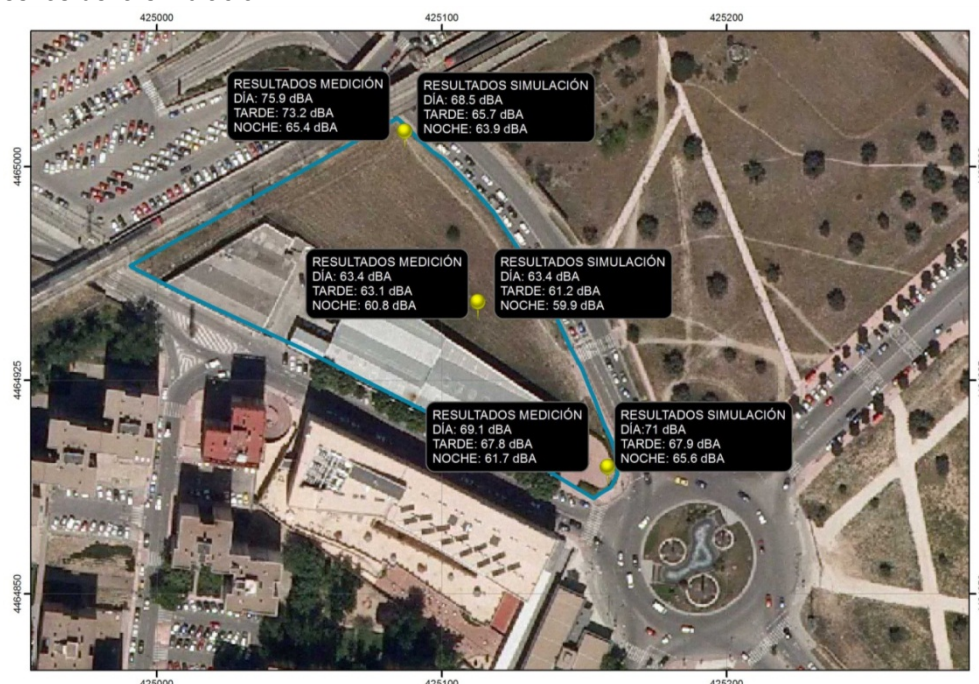 425000
425100
425200
RESULTADOS MEDICIÓN
DÍA: 75.9 dBA
TARDE: 73.2 dBA
NOCHE: 65.4 dBA
RESULTADOS SIMULACIÓN
DÍA: 68.5 dBA
TARDE: 65.7 dBA
NOCHE: 63.9 dBA
4465000
RESULTADOS MEDICIÓN
DÍA: 63.4 dBA
TARDE: 63.1 dBA
NOCHE: 60.8 dBA
RESULTADOS SIMULACIÓN
DÍA: 63.4 dBA
TARDE: 61.2 dBA
NOCHE: 59.9 dBA
4464925
RESULTADOS MEDICIÓN
DÍA: 69.1 dBA
TARDE: 67.8 dBA
NOCHE: 61.7 dBA
RESULTADOS SIMULACIÓN
DÍA:71 dBA
TARDE: 67.9 dBA
NOCHE: 65.6 dBA
4464850
425000
425100
425200